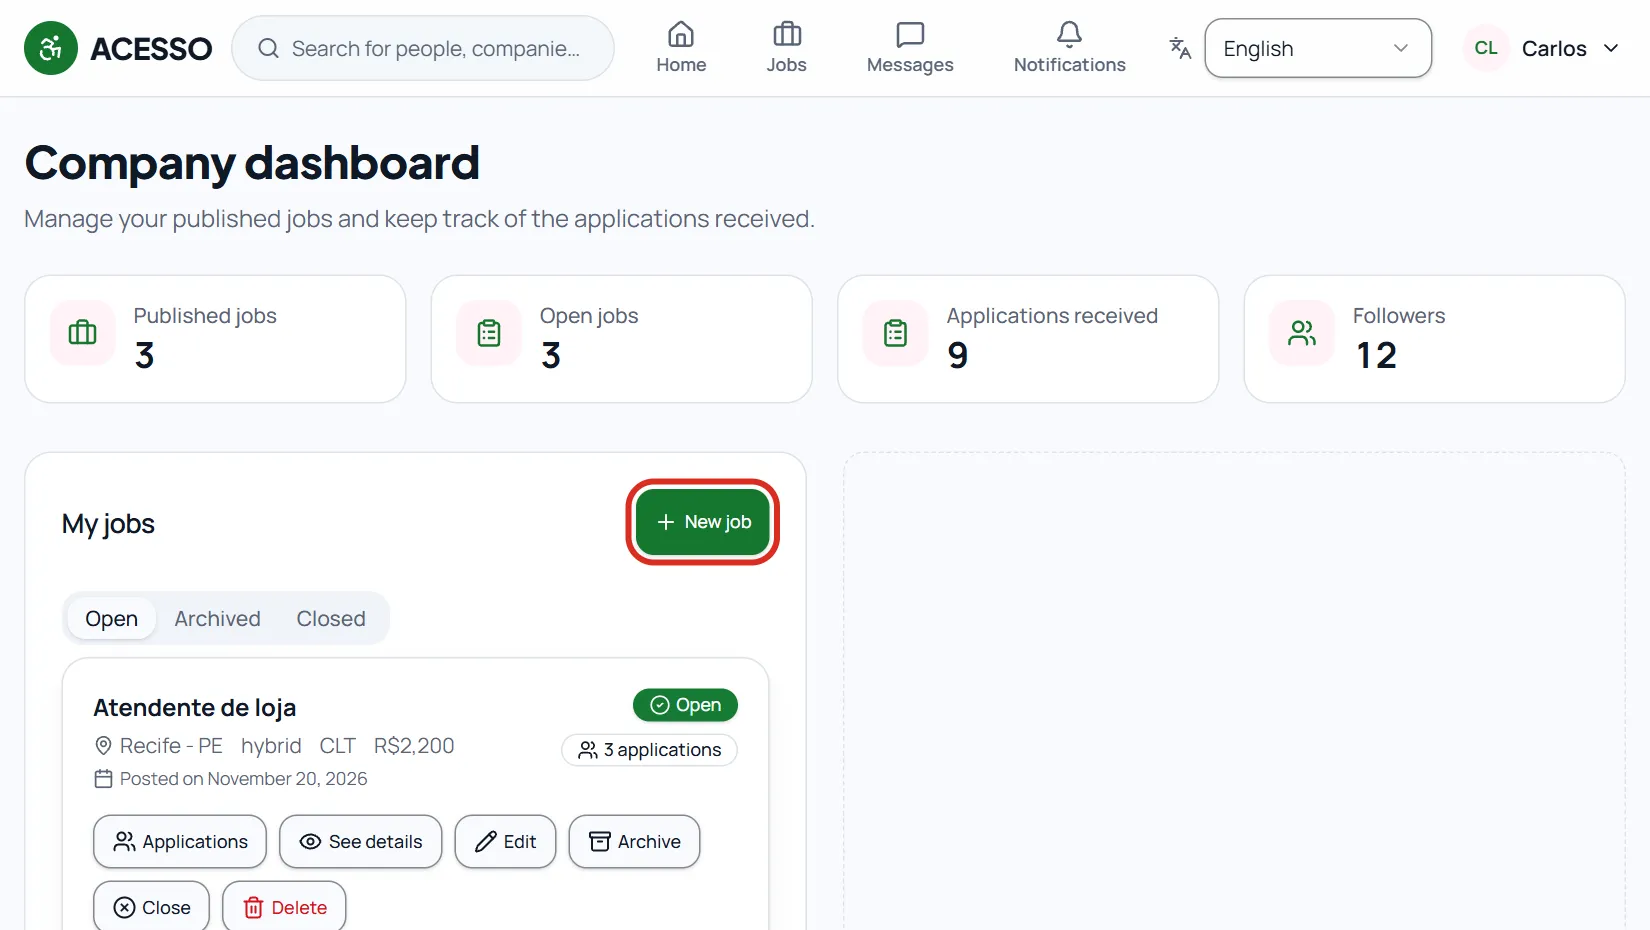 ACESSO
Search for people, companie...
Home
Jobs
Messages
Notifications
English
CL
Carlos
Company dashboard
Manage your published jobs and keep track of the applications received.
Published jobs
3
Open jobs
3
Applications received
9
Followers
12
My jobs
New job
Open
Archived
Closed
Atendente de loja
Open
Recife - PE hybrid CLT R$2,200
3 applications
Posted on November 20, 2026
Applications
See details
Edit
Archive
Close
Delete